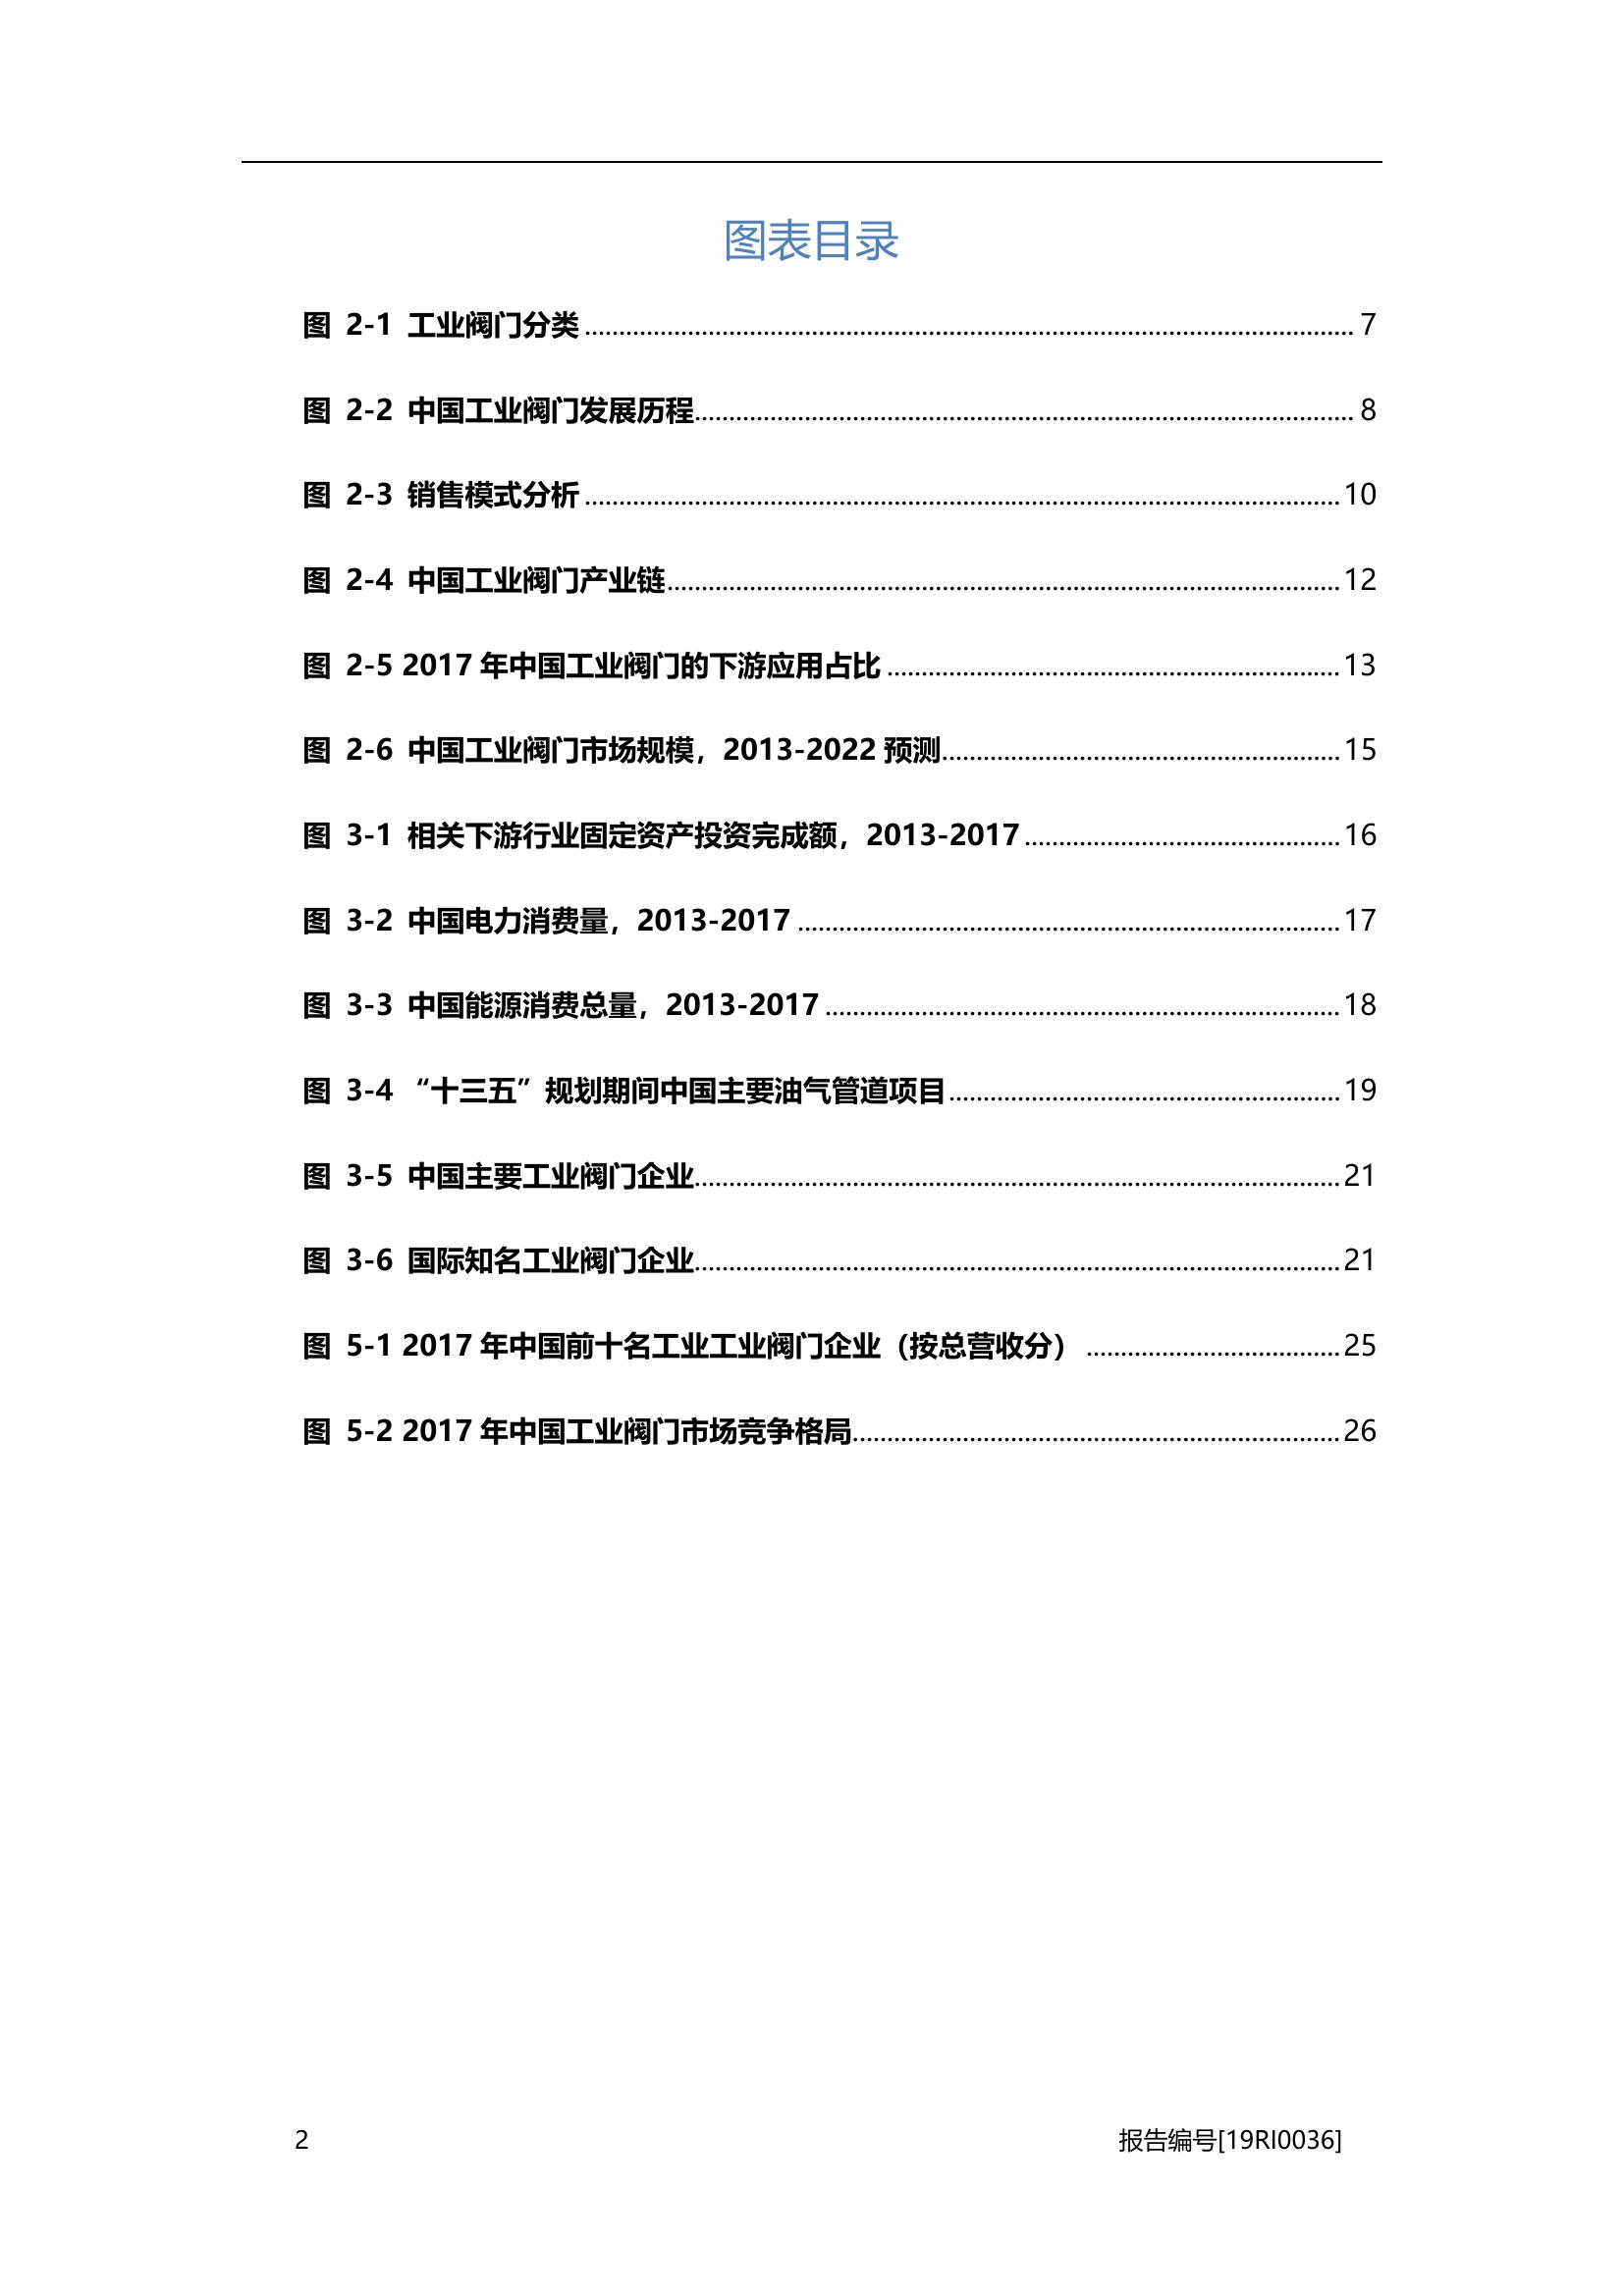 图表目录
图 2-1 工业阀门分类........................................7
图 2-2 中国工业阀门发展历程........................................8
图 2-3 销售模式分析........................................10
图 2-4 中国工业阀门产业链........................................12
图 2-5 2017 年中国工业阀门的下游应用占比........................................13
图 2-6 中国工业阀门市场规模，2013-2022 预测........................................15
图 3-1 相关下游行业固定资产投资完成额，2013-2017........................................16
图 3-2 中国电力消费量，2013-2017........................................17
图 3-3 中国能源消费总量，2013-2017........................................18
图 3-4 “十三五”规划期间中国主要油气管道项目........................................19
图 3-5 中国主要工业阀门企业........................................21
图 3-6 国际知名工业阀门企业........................................21
图 5-1 2017 年中国前十名工业工业阀门企业（按总营收分）........................................25
图 5-2 2017 年中国工业阀门市场竞争格局........................................26
2 报告编号[19RI0036]